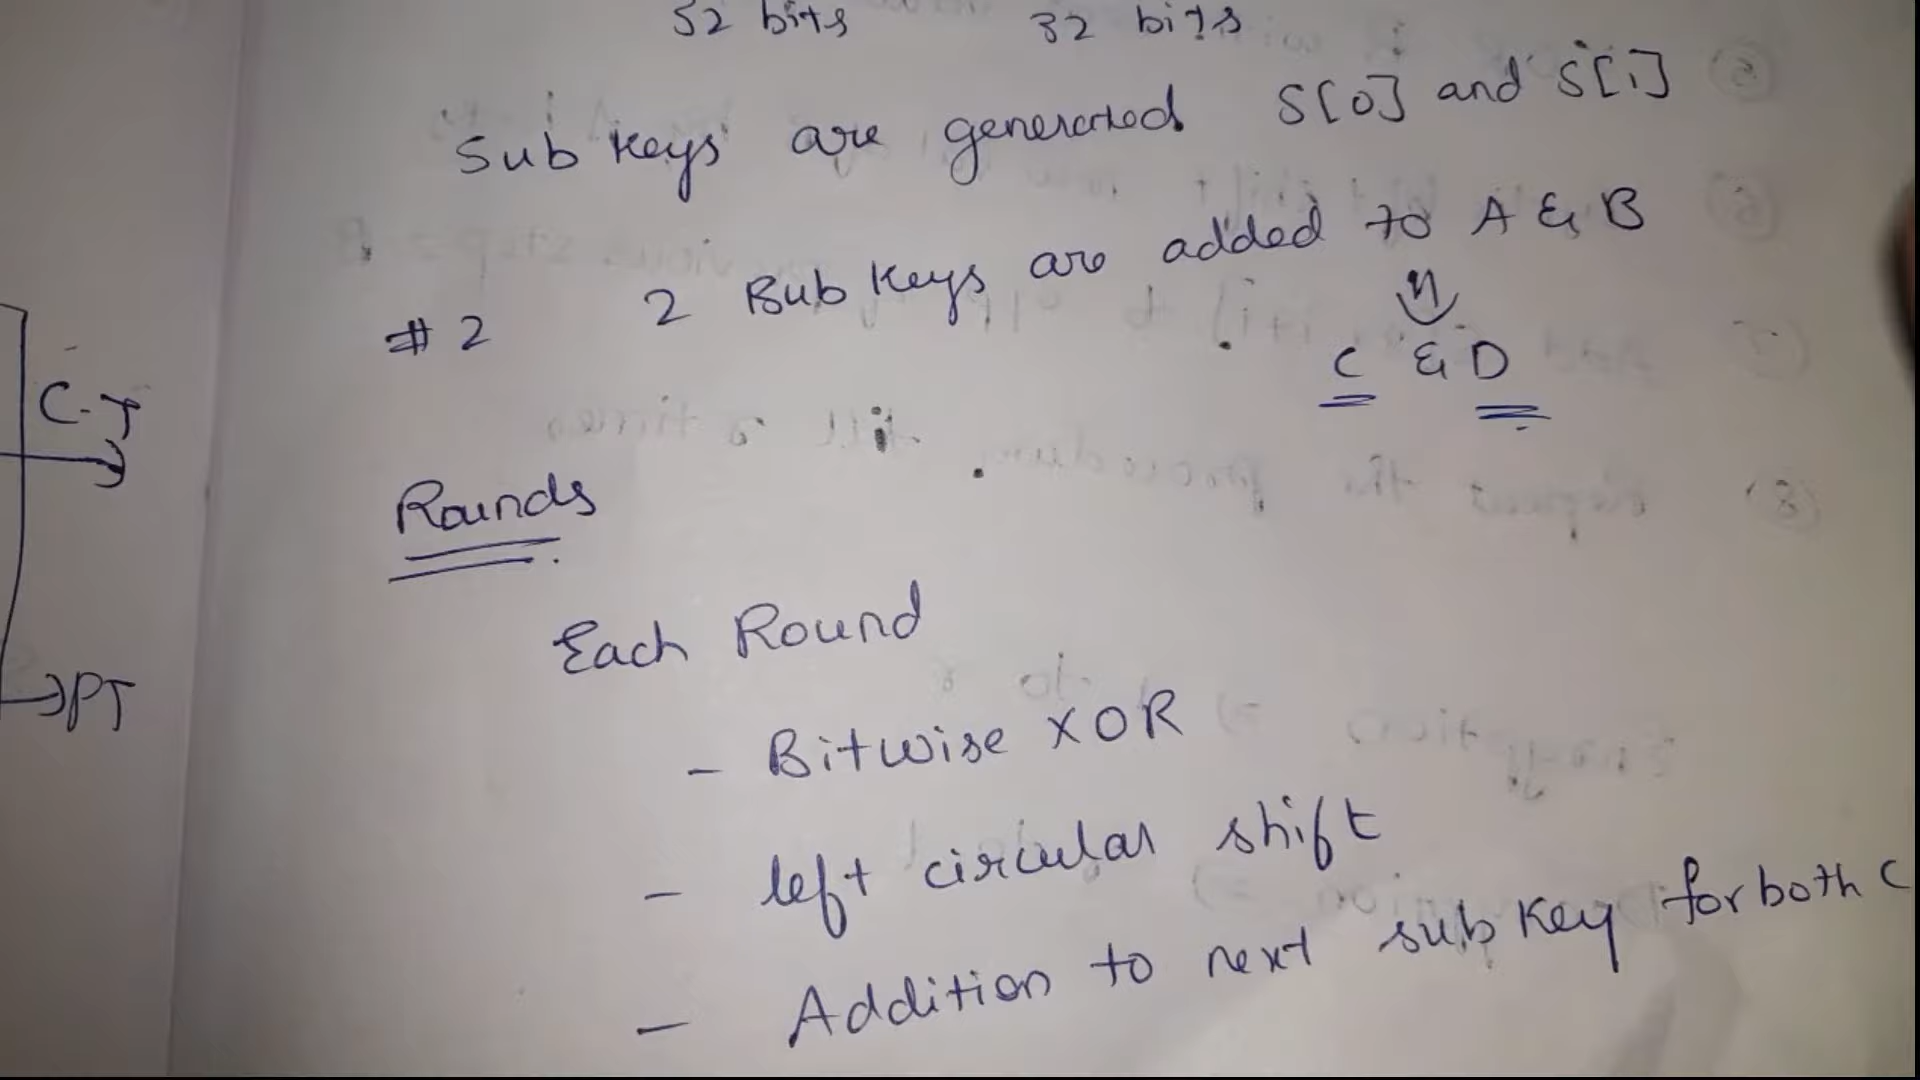 32 bits 32 bits
Sub keys are generated S[0] and S[1]
#2 2 Sub keys are added to A & B
C & D
C.T
Rounds
Each Round
PT
- Bitwise XOR
- left circular shift
- Addition to next sub key for both C